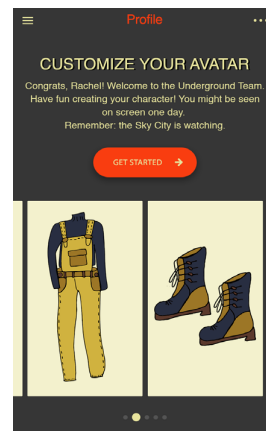 Profile
CUSTOMIZE YOUR AVATAR
Congrats, Rachel! Welcome to the Underground Team.
Have fun creating your character! You might be seen
on screen one day.
Remember: the Sky City is watching.
GET STARTED